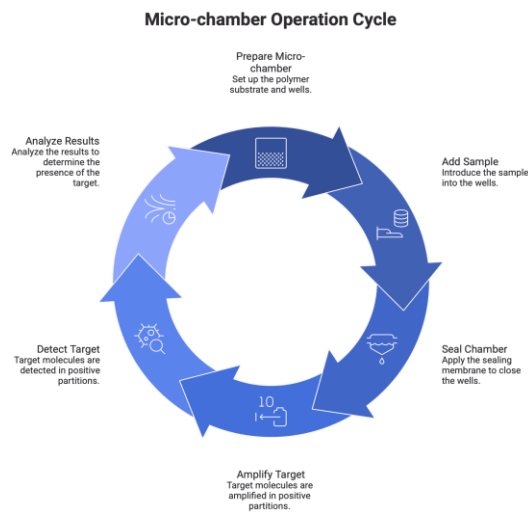 Micro-chamber Operation Cycle
Prepare Micro-
chamber
Set up the polymer
substrate and wells.
Add Sample
Introduce the sample
into the wells.
Seal Chamber
Apply the sealing
membrane to close
the wells.
10
Amplify Target
Target molecules are
amplified in positive
partitions.
Detect Target
Target molecules are
detected in positive
partitions.
Analyze Results
Analyze the results to
determine the
presence of the
target.